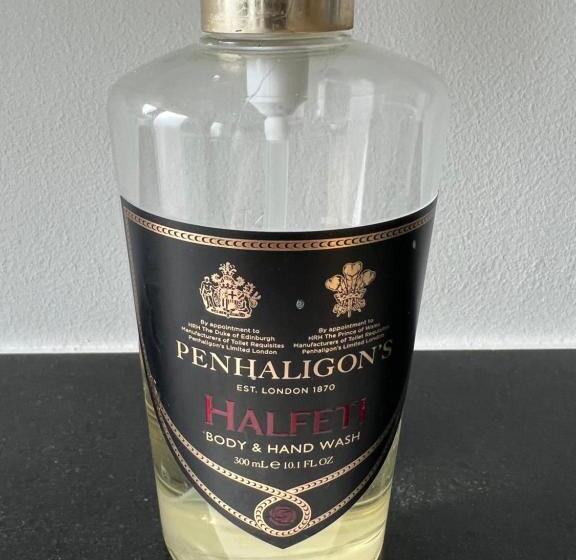 By appointment to
HRH The Duke of Edinburgh
Manufacturers of Toilet Requisites
Penhaligon's Limited London
By appointment to
HRH The Prince of Wales
Manufacturers of Toilet Requisites
Penhaligon's Limited London
PENHALIGON'S
EST. LONDON 1870
HALFETI
BODY & HAND WASH
300 mL ℮ 10.1 FL OZ